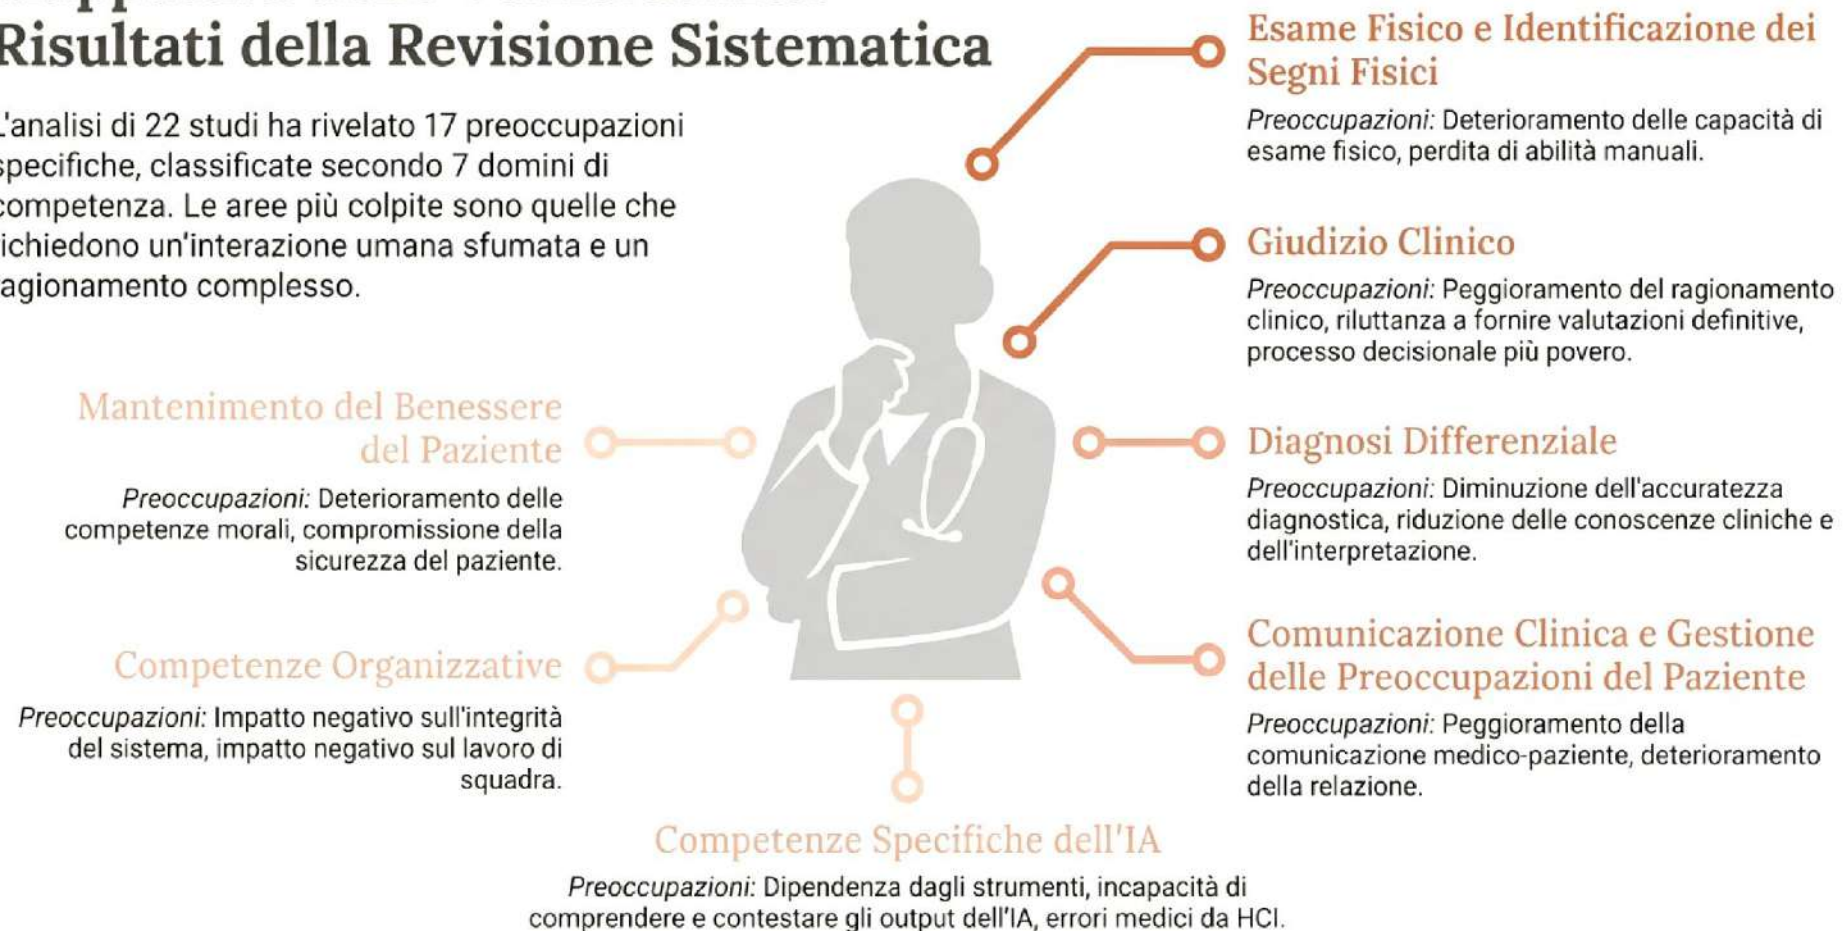 Risultati della Revisione Sistematica
L'analisi di 22 studi ha rivelato 17 preoccupazioni
specifiche, classificate secondo 7 domini di
competenza. Le aree più colpite sono quelle che
richiedono un'interazione umana sfumata e un
ragionamento complesso.
Esame Fisico e Identificazione dei
Segni Fisici
Preoccupazioni: Deterioramento delle capacità di
esame fisico, perdita di abilità manuali.
Giudizio Clinico
Preoccupazioni: Peggioramento del ragionamento
clinico, riluttanza a fornire valutazioni definitive,
processo decisionale più povero.
Diagnosi Differenziale
Preoccupazioni: Diminuzione dell'accuratezza
diagnostica, riduzione delle conoscenze cliniche e
dell'interpretazione.
Comunicazione Clinica e Gestione
delle Preoccupazioni del Paziente
Preoccupazioni: Peggioramento della
comunicazione medico-paziente, deterioramento
della relazione.
Mantenimento del Benessere
del Paziente
Preoccupazioni: Deterioramento delle
competenze morali, compromissione della
sicurezza del paziente.
Competenze Organizzative
Preoccupazioni: Impatto negativo sull'integrità
del sistema, impatto negativo sul lavoro di
squadra.
Competenze Specifiche dell'IA
Preoccupazioni: Dipendenza dagli strumenti, incapacità di
comprendere e contestare gli output dell'IA, errori medici da HCI.